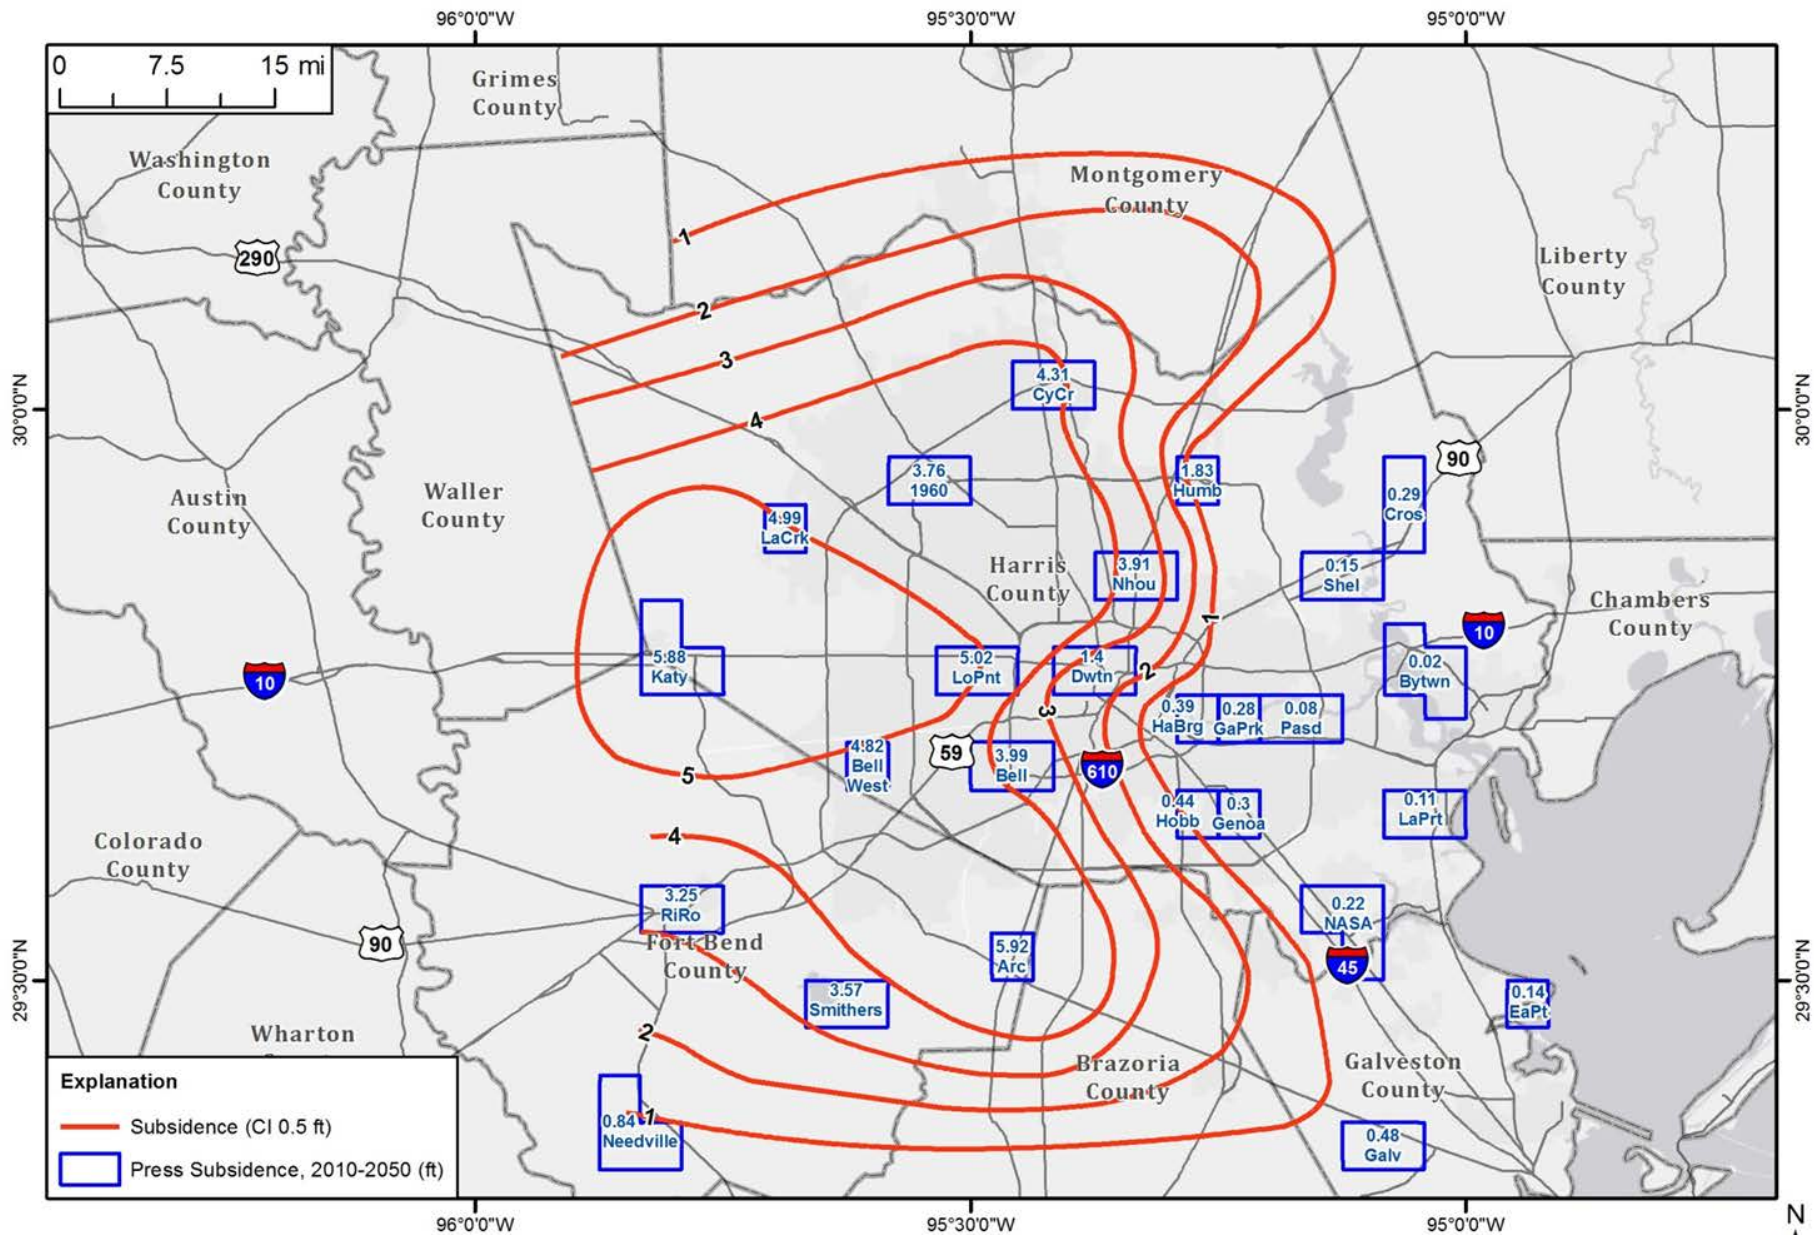 96°0'0"W
95°30'0"W
95°0'0"W
0 7.5 15 mi
Grimes
County
Washington
County
Montgomery
County
1
290
Liberty
County
2
3
4.31
CyCr
30°0'0"N
30°0'0"N
4
90
3.76
1960
1.83
Humb
Austin
County
Waller
County
0.29
Cros
4.99
LaCrk
Harris
County
3.91
Nhou
0.15
Shel
Chambers
County
1
10
10
5.88
Katy
5.02
LoPnt
1.4
Dwtn
2
0.02
Bytwn
3
0.39
HaBrg
0.28
GaPrk
0.08
Pasd
59
4.82
Bell
West
3.99
Bell
610
5
0.44
Hobb
0.3
Genoa
0.11
LaPrt
4
Colorado
County
3.25
RiRo
0.22
NASA
90
Fort Bend
County
5.92
Arc
45
29°30'0"N
29°30'0"N
3.57
Smithers
0.14
EaPt
Wharton
2
Brazoria
County
Galveston
County
Explanation
Subsidence (CI 0.5 ft)
Press Subsidence, 2010-2050 (ft)
1
0.84
Needville
0.48
Galv
96°0'0"W
95°30'0"W
95°0'0"W
N